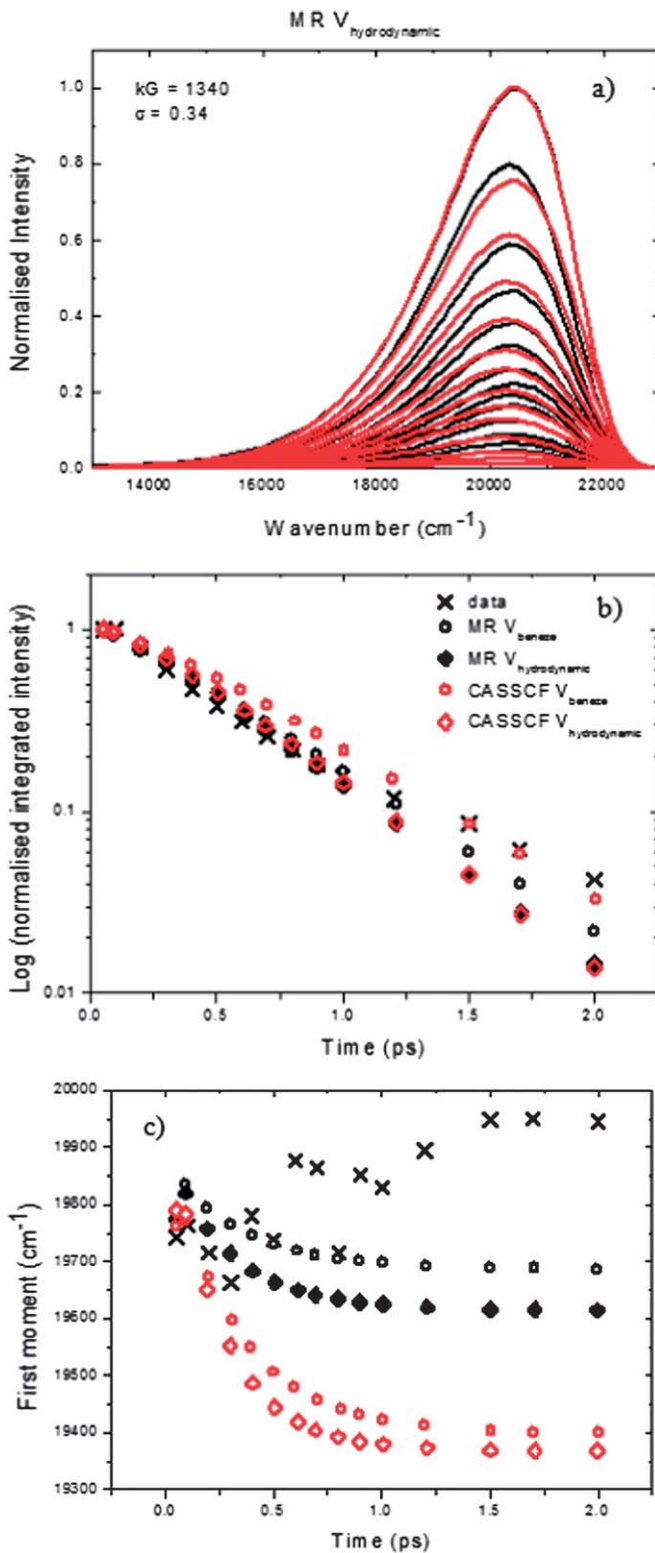 MR V hydrodynamic
kG = 1340
σ = 0.34
a)
Normalised Intensity
1.0
0.8
0.6
0.4
0.2
0.0
14000 16000 18000 20000 22000
Wavenumber (cm-1)
b)
data
MR V beneze
MR V hydrodynamic
CASSCF V beneze
CASSCF V hydrodynamic
Log (normalised integrated intensity)
1
0.1
0.01
0.0 0.5 1.0 1.5 2.0
Time (ps)
c)
First moment (cm-1)
20000
19900
19800
19700
19600
19500
19400
19300
0.0 0.5 1.0 1.5 2.0
Time (ps)